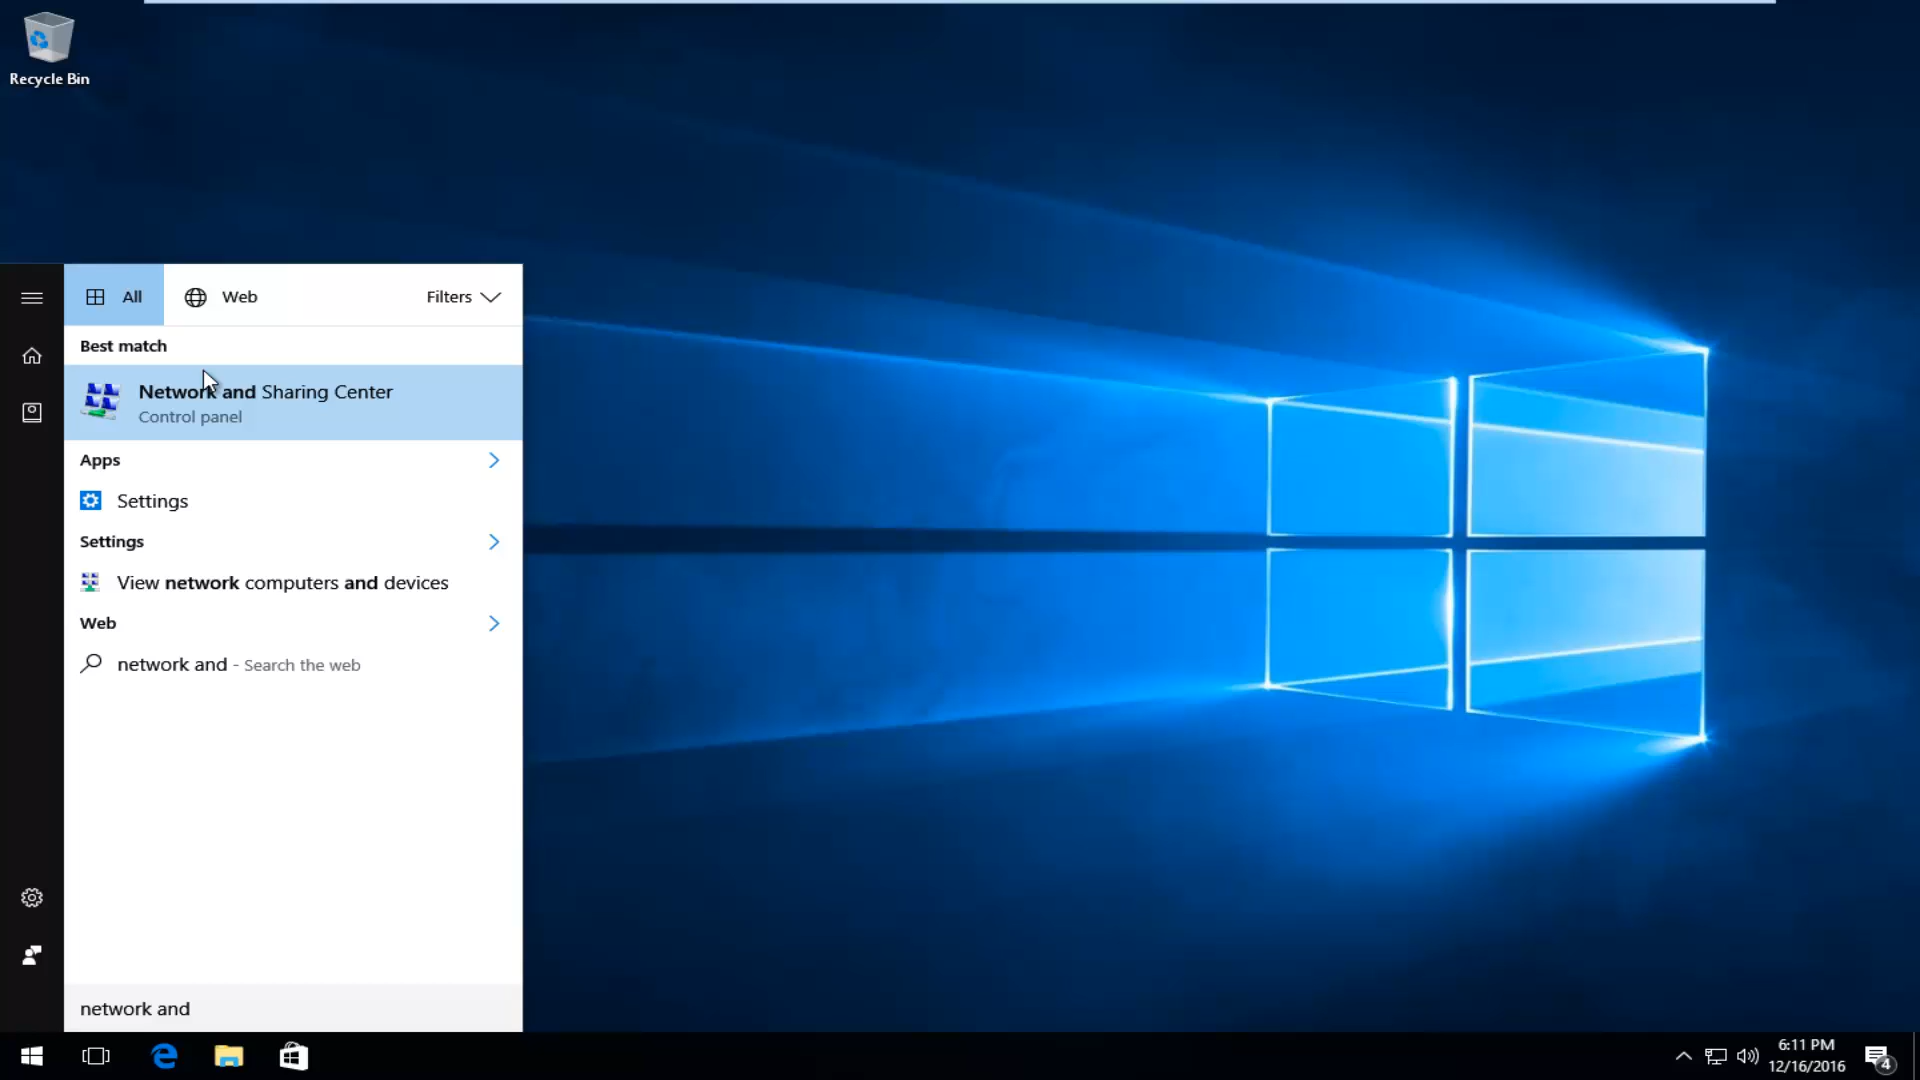 Recycle Bin
All
Web
Filters
Best match
Network and Sharing Center
Control panel
Apps
Settings
Settings
View network computers and devices
Web
network and - Search the web
network and
6:11 PM
12/16/2016
4